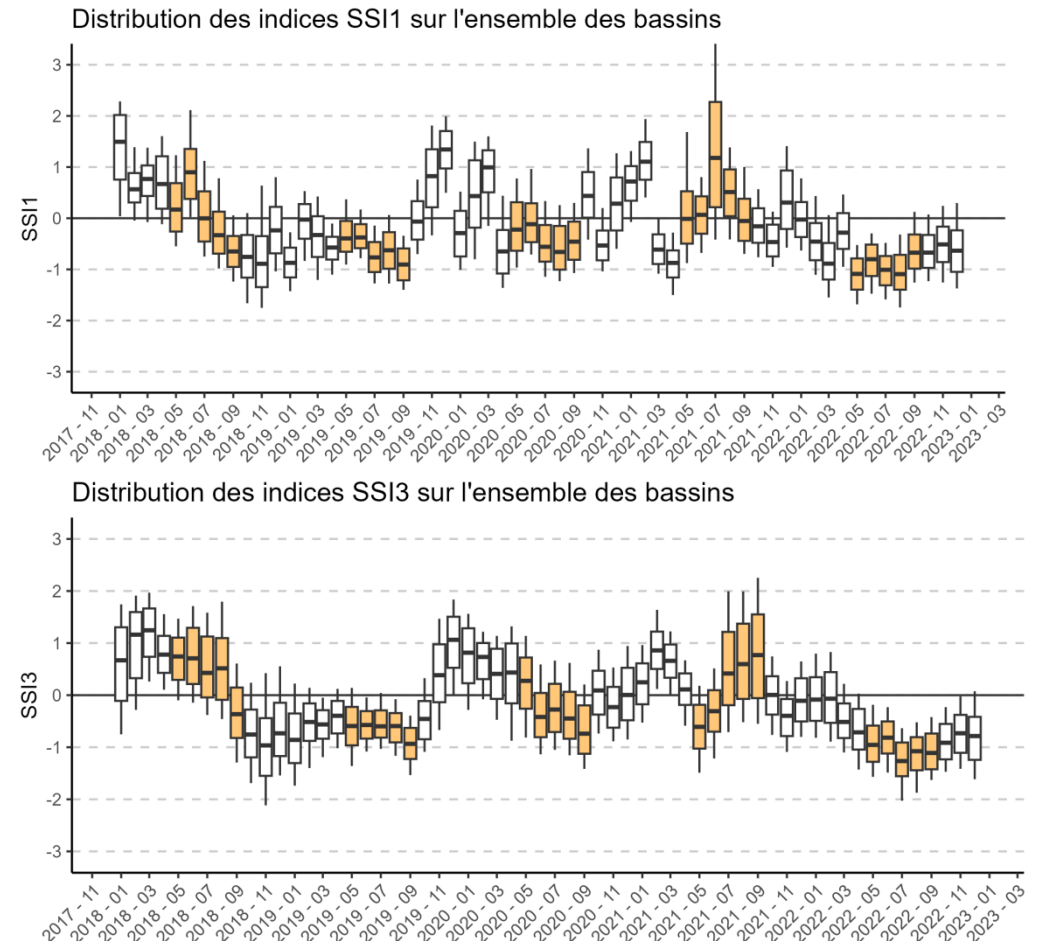 Distribution des indices SSI1 sur l'ensemble des bassins
3
2
1
0
-1
-2
-3
SSI1
2017 - 11
2018 - 01
2018 - 03
2018 - 05
2018 - 07
2018 - 09
2018 - 11
2019 - 01
2019 - 03
2019 - 05
2019 - 07
2019 - 09
2019 - 11
2020 - 01
2020 - 03
2020 - 05
2020 - 07
2020 - 09
2020 - 11
2021 - 01
2021 - 03
2021 - 05
2021 - 07
2021 - 09
2021 - 11
2022 - 01
2022 - 03
2022 - 05
2022 - 07
2022 - 09
2022 - 11
2023 - 01
2023 - 03
Distribution des indices SSI3 sur l'ensemble des bassins
3
2
1
0
-1
-2
-3
SSI3
2017 - 11
2018 - 01
2018 - 03
2018 - 05
2018 - 07
2018 - 09
2018 - 11
2019 - 01
2019 - 03
2019 - 05
2019 - 07
2019 - 09
2019 - 11
2020 - 01
2020 - 03
2020 - 05
2020 - 07
2020 - 09
2020 - 11
2021 - 01
2021 - 03
2021 - 05
2021 - 07
2021 - 09
2021 - 11
2022 - 01
2022 - 03
2022 - 05
2022 - 07
2022 - 09
2022 - 11
2023 - 01
2023 - 03